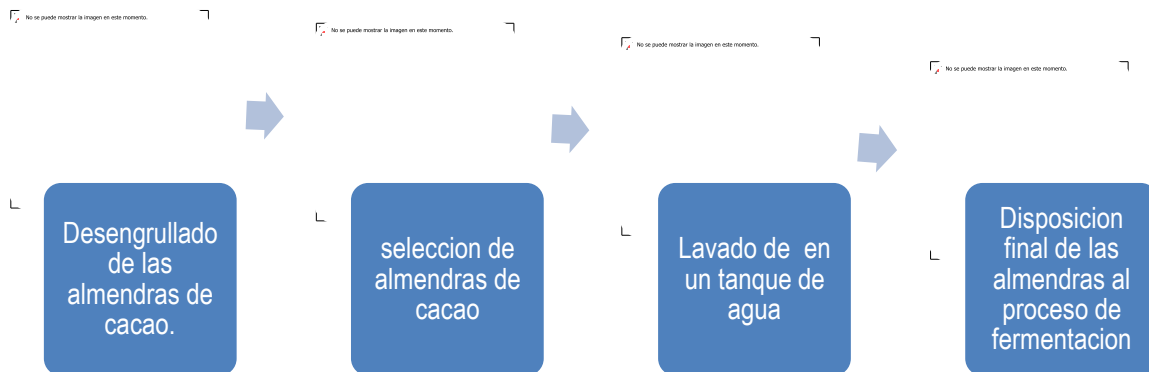 No se puede mostrar la imagen en este momento.
No se puede mostrar la imagen en este momento.
No se puede mostrar la imagen en este momento.
No se puede mostrar la imagen en este momento.
Desengrullado
de las
almendras de
cacao.
seleccion de
almendras de
cacao
Lavado de  en
un tanque de
agua
Disposicion
final de las
almendras al
proceso de
fermentacion